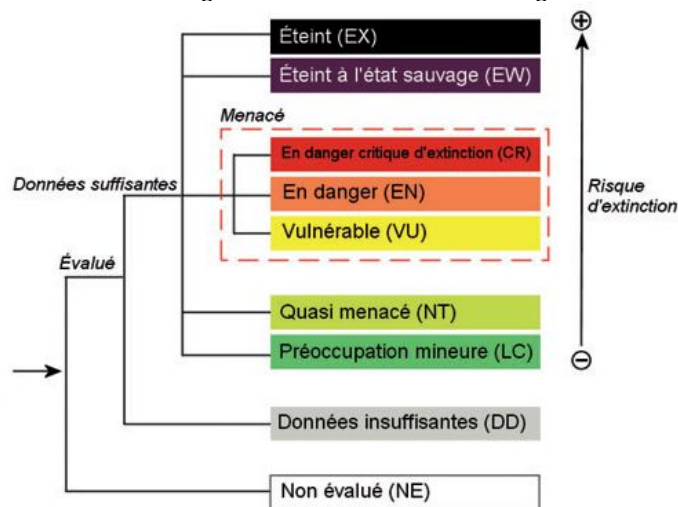 Éteint (EX)
Éteint à l'état sauvage (EW)
Menacé
En danger critique d'extinction (CR)
Données suffisantes
En danger (EN)
Risque
d'extinction
Vulnérable (VU)
Évalué
Quasi menacé (NT)
Préoccupation mineure (LC)
Données insuffisantes (DD)
Non évalué (NE)